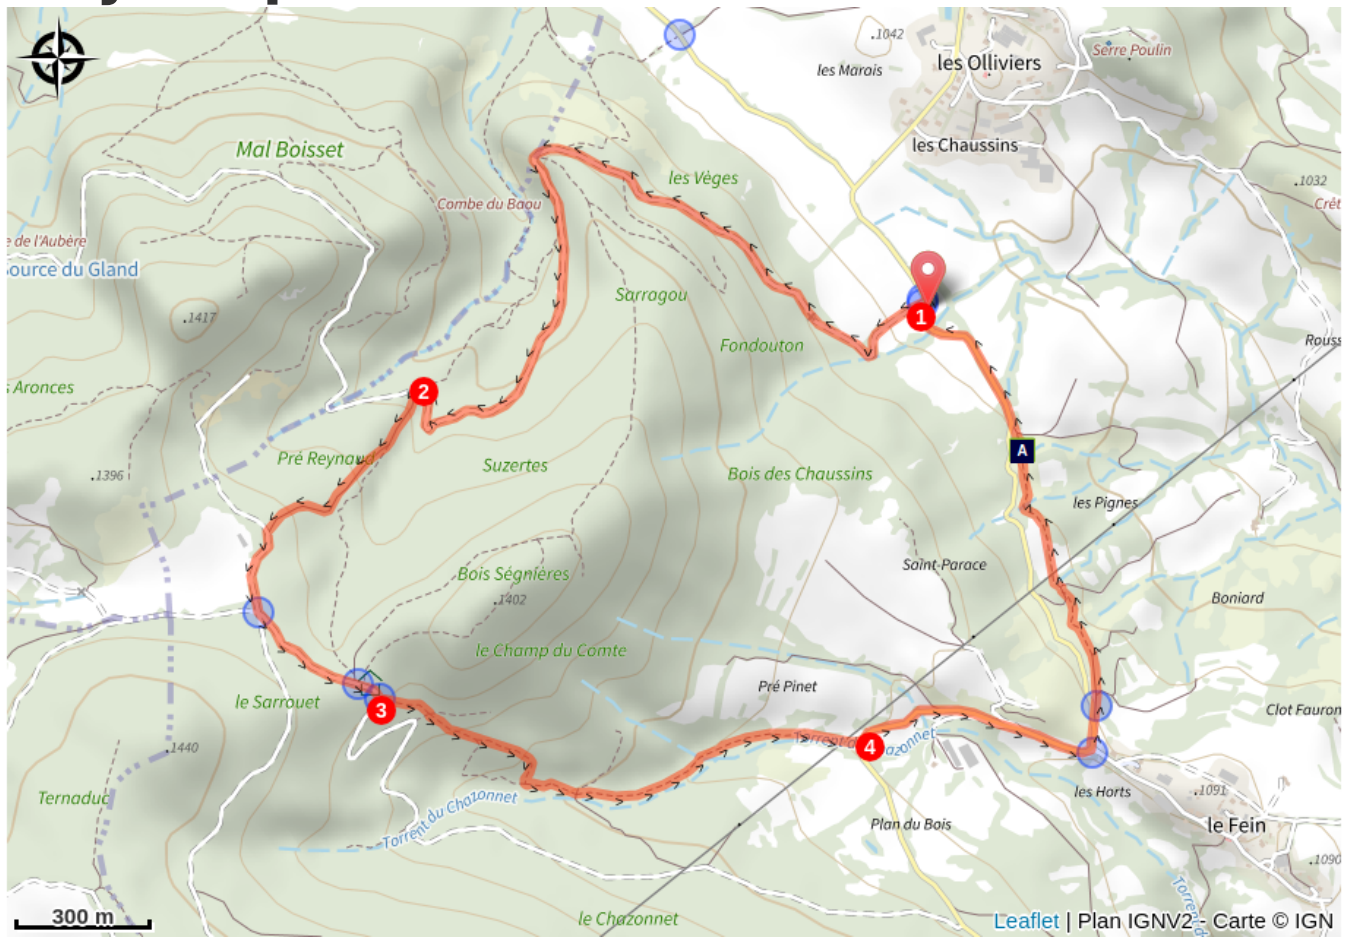 .1042
les Olliviers
Serre Poulin
les Marais
les Chaussins
Mal Boisset
les Vèges
.1032
Crêt
Combe du Baou
e de l'Aubère
ource du Gland
Sarragou
.1417
1
Fondouton
Rouss
s Aronces
2
A
Pré Reynaud
Suzertes
Bois des Chaussins
.1396
les Pignes
Saint-Parace
Bois Ségnières
.1402
Boniard
le Champ du Comte
Pré Pinet
le Sarrouet
3
Clot Fauron
.1440
4
Torrent du Chazonnet
les Horts
.1091
Ternaduc
Torrent du Chazonnet
Plan du Bois
le Fein
.1090
Torrent d
300 m
le Chazonnet
Leaflet | Plan IGNV2 - Carte © IGN